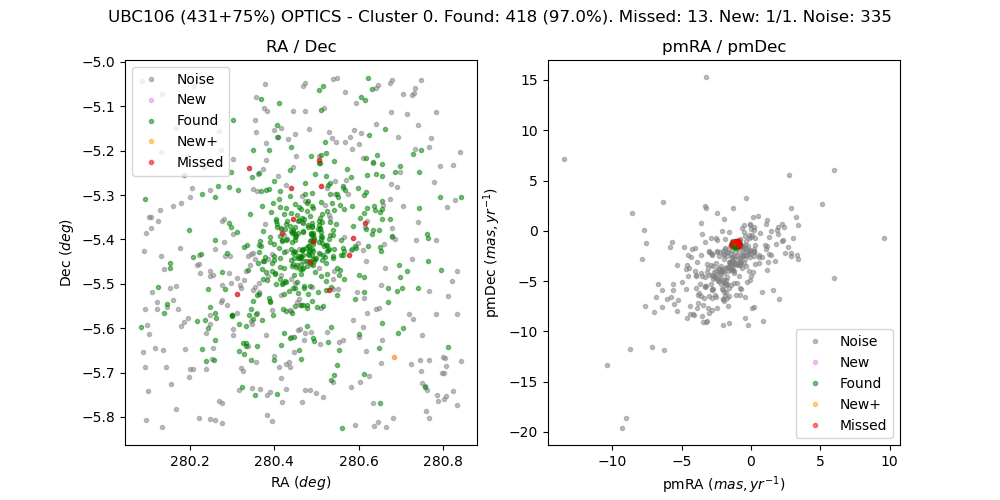 UBC106 (431+75%) OPTICS - Cluster 0. Found: 418 (97.0%). Missed: 13. New: 1/1. Noise: 335
RA / Dec
−5.0
−5.1
−5.2
−5.3
−5.4
−5.5
−5.6
−5.7
−5.8
Dec (deg)
Noise
New
Found
New+
Missed
280.2
280.4
280.6
280.8
RA (deg)
pmRA / pmDec
15
10
5
0
−5
−10
−15
−20
pmDec (mas, yr⁻¹)
Noise
New
Found
New+
Missed
−10
−5
0
5
10
pmRA (mas, yr⁻¹)